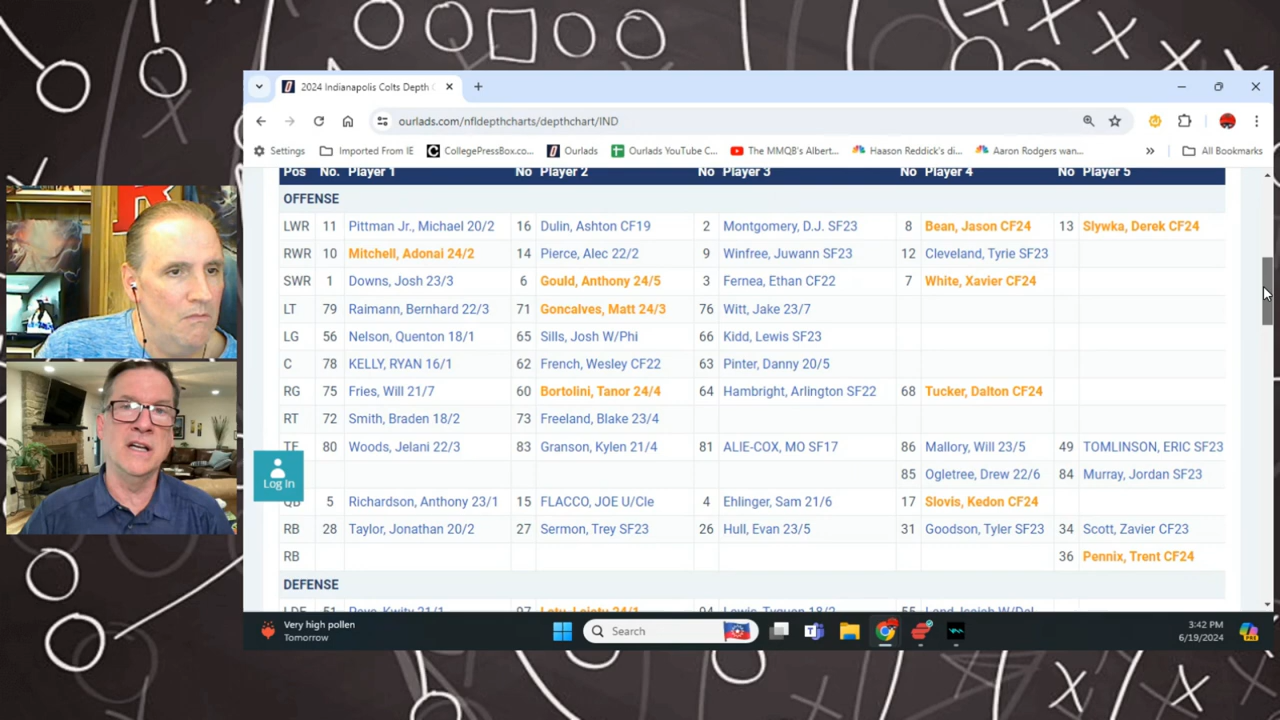 2024 Indianapolis Colts Depth C
ourlads.com/nfldepthcharts/depthchart/IND
Settings Imported From IE CollegePressBox.co... Ourlads Ourlads YouTube C... The MMQB's Albert... Haason Reddick's di... Aaron Rodgers wan... » All Bookmarks
Pos No. Player 1 No Player 2 No Player 3 No Player 4 No Player 5
OFFENSE
LWR 11 Pittman Jr., Michael 20/2 16 Dulin, Ashton CF19 2 Montgomery, D.J. SF23 8 Bean, Jason CF24 13 Slywka, Derek CF24
RWR 10 Mitchell, Adonai 24/2 14 Pierce, Alec 22/2 9 Winfree, Juwann SF23 12 Cleveland, Tyrie SF23
SWR 1 Downs, Josh 23/3 6 Gould, Anthony 24/5 3 Fernea, Ethan CF22 7 White, Xavier CF24
LT 79 Raimann, Bernhard 22/3 71 Goncalves, Matt 24/3 76 Witt, Jake 23/7
LG 56 Nelson, Quenton 18/1 65 Sills, Josh W/Phi 66 Kidd, Lewis SF23
C 78 KELLY, RYAN 16/1 62 French, Wesley CF22 63 Pinter, Danny 20/5
RG 75 Fries, Will 21/7 60 Bortolini, Tanor 24/4 64 Hambright, Arlington SF22 68 Tucker, Dalton CF24
RT 72 Smith, Braden 18/2 73 Freeland, Blake 23/4
TE 80 Woods, Jelani 22/3 83 Granson, Kylen 21/4 81 ALIE-COX, MO SF17 86 Mallory, Will 23/5 49 TOMLINSON, ERIC SF23
85 Ogletree, Drew 22/6 84 Murray, Jordan SF23
Log In
QB 5 Richardson, Anthony 23/1 15 FLACCO, JOE U/Cle 4 Ehlinger, Sam 21/6 17 Slovis, Kedon CF24
RB 28 Taylor, Jonathan 20/2 27 Sermon, Trey SF23 26 Hull, Evan 23/5 31 Goodson, Tyler SF23 34 Scott, Zavier CF23
RB 36 Pennix, Trent CF24
DEFENSE
Very high pollen
Tomorrow
Search
3:42 PM
6/19/2024